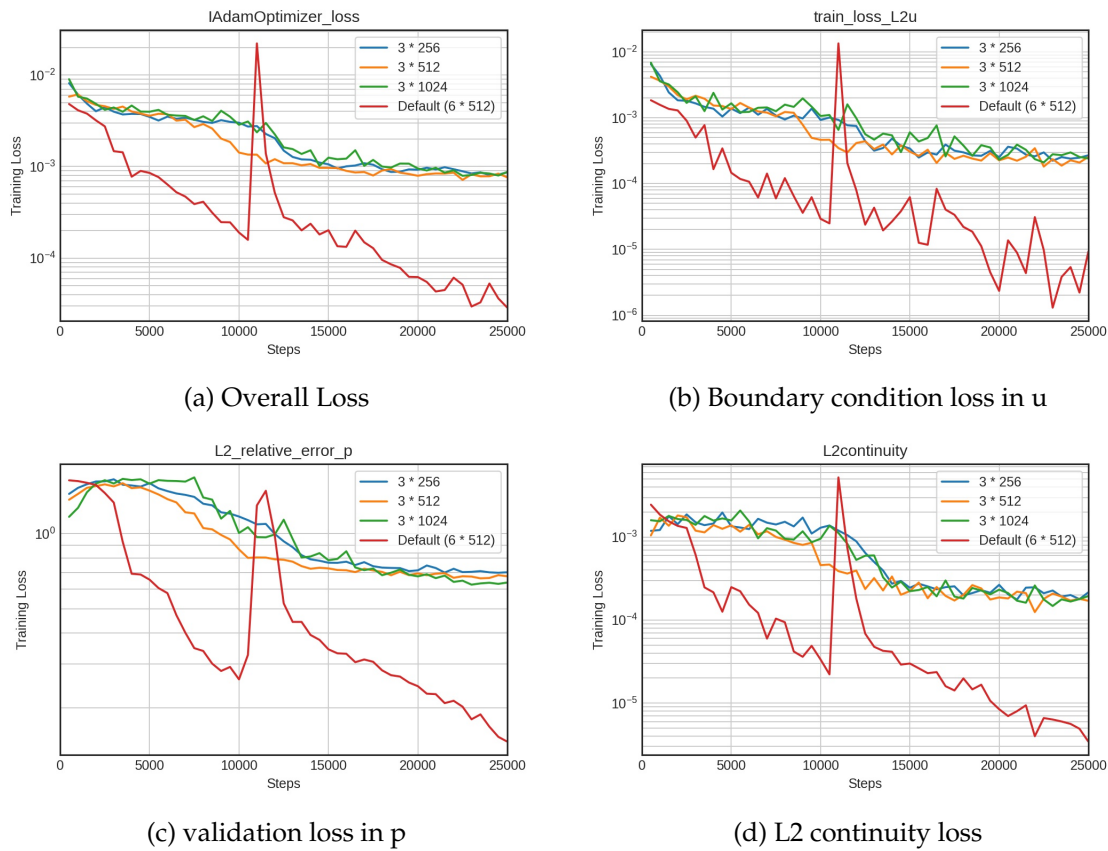 IAdamOptimizer_loss
3 * 256
3 * 512
3 * 1024
Default (6 * 512)
10⁻²
10⁻³
10⁻⁴
Training Loss
0 5000 10000 15000 20000 25000
Steps
(a) Overall Loss
train_loss_L2u
3 * 256
3 * 512
3 * 1024
Default (6 * 512)
10⁻²
10⁻³
10⁻⁴
10⁻⁵
10⁻⁶
Training Loss
0 5000 10000 15000 20000 25000
Steps
(b) Boundary condition loss in u
L2_relative_error_p
3 * 256
3 * 512
3 * 1024
Default (6 * 512)
10⁰
Training Loss
0 5000 10000 15000 20000 25000
Steps
(c) validation loss in p
L2continuity
3 * 256
3 * 512
3 * 1024
Default (6 * 512)
10⁻³
10⁻⁴
10⁻⁵
Training Loss
0 5000 10000 15000 20000 25000
Steps
(d) L2 continuity loss